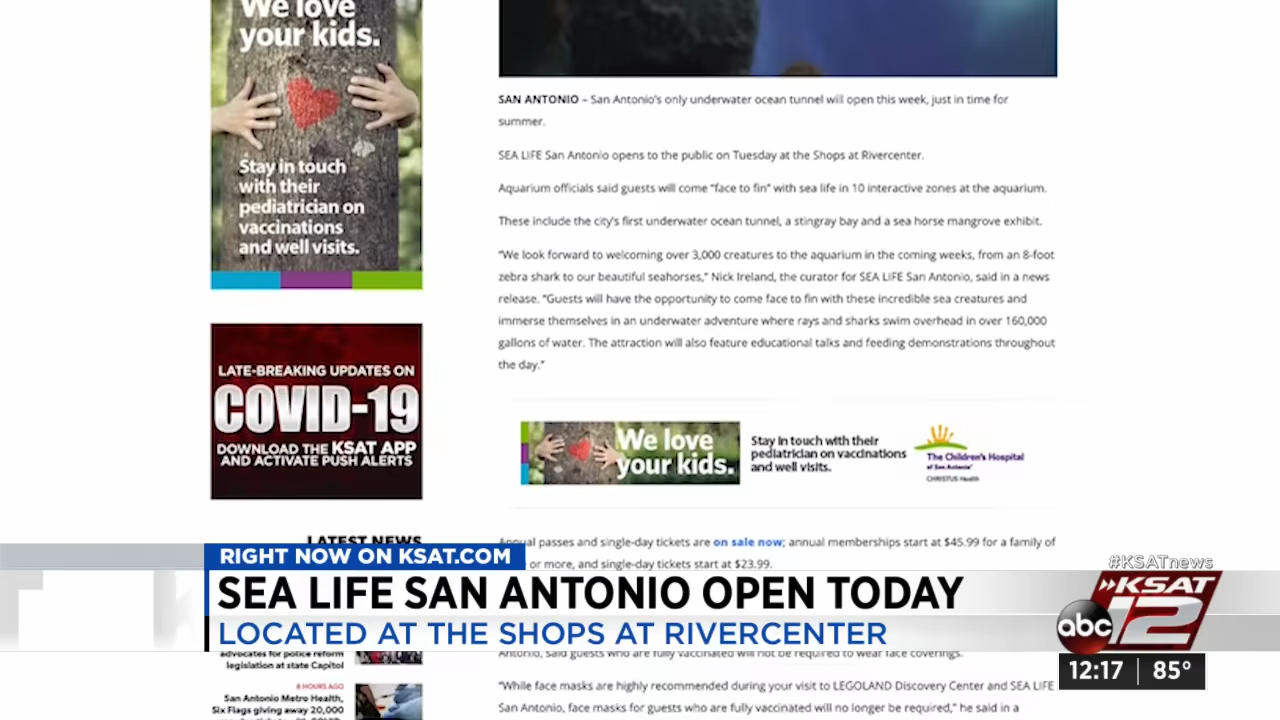 We love
your kids.
Stay in touch
with their
pediatrician on
vaccinations
and well visits.
LATE-BREAKING UPDATES ON
COVID-19
DOWNLOAD THE KSAT APP
AND ACTIVATE PUSH ALERTS
LATEST NEWS
advocates for police reform
legislation at state Capitol
8 HOURS AGO
San Antonio Metro Health,
Six Flags giving away 20,000
SAN ANTONIO – San Antonio's only underwater ocean tunnel will open this week, just in time for
summer.
SEA LIFE San Antonio opens to the public on Tuesday at the Shops at Rivercenter.
Aquarium officials said guests will come "face to fin" with sea life in 10 interactive zones at the aquarium.
These include the city's first underwater ocean tunnel, a stingray bay and a sea horse mangrove exhibit.
"We look forward to welcoming over 3,000 creatures to the aquarium in the coming weeks, from an 8-foot
zebra shark to our beautiful seahorses," Nick Ireland, the curator for SEA LIFE San Antonio, said in a news
release. "Guests will have the opportunity to come face to fin with these incredible sea creatures and
immerse themselves in an underwater adventure where rays and sharks swim overhead in over 160,000
gallons of water. The attraction will also feature educational talks and feeding demonstrations throughout
the day."
We love
your kids.
Stay in touch with their
pediatrician on vaccinations
and well visits.
The Children's Hospital
of San Antonio
CHRISTUS Health
Annual passes and single-day tickets are on sale now; annual memberships start at $45.99 for a family of
or more, and single-day tickets start at $23.99.
Antonio, said guests who are fully vaccinated will not be required to wear face coverings.
"While face masks are highly recommended during your visit to LEGOLAND Discovery Center and SEA LIFE
San Antonio, face masks for guests who are fully vaccinated will no longer be required," he said in a
RIGHT NOW ON KSAT.COM
SEA LIFE SAN ANTONIO OPEN TODAY
LOCATED AT THE SHOPS AT RIVERCENTER
#KSATnews
KSAT
abc 12
12:17 85°